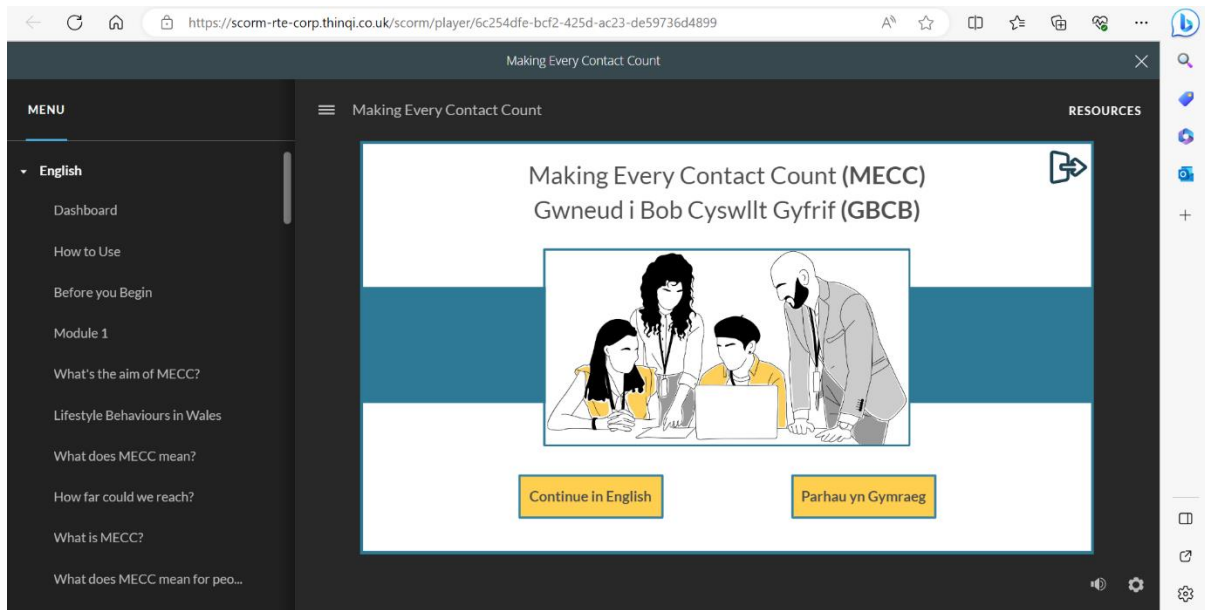 https://scorm-rte-corp.thinqi.co.uk/scorm/player/6c254dfe-bcf2-425d-ac23-de59736d4899
Making Every Contact Count
MENU
Making Every Contact Count
RESOURCES
English
Dashboard
How to Use
Before you Begin
Module 1
What's the aim of MECC?
Lifestyle Behaviours in Wales
What does MECC mean?
How far could we reach?
What is MECC?
What does MECC mean for peo...
Making Every Contact Count (MECC)
Gwneud i Bob Cyswllt Gyfrif (GBCB)
Continue in English
Parhau yn Gymraeg